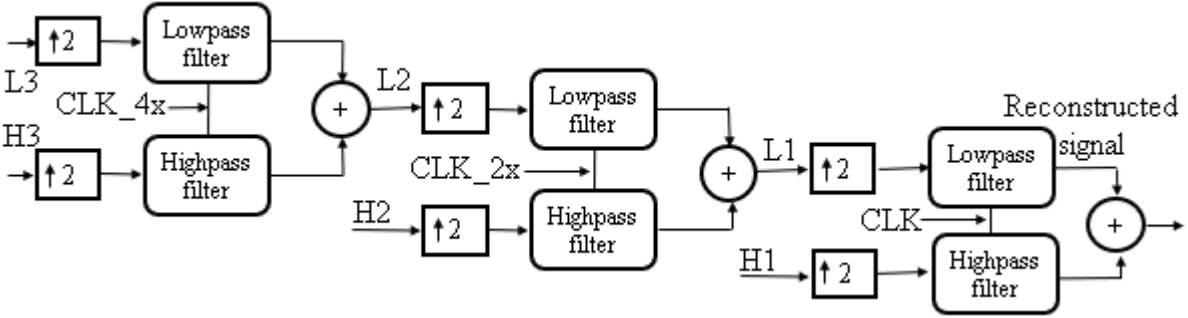 ↑2
Lowpass
filter
L3
CLK_4x
H3
↑2
Highpass
filter
+
L2
↑2
Lowpass
filter
CLK_2x
H2
↑2
Highpass
filter
+
L1
↑2
Lowpass
filter
Reconstructed
signal
CLK
H1
↑2
Highpass
filter
+